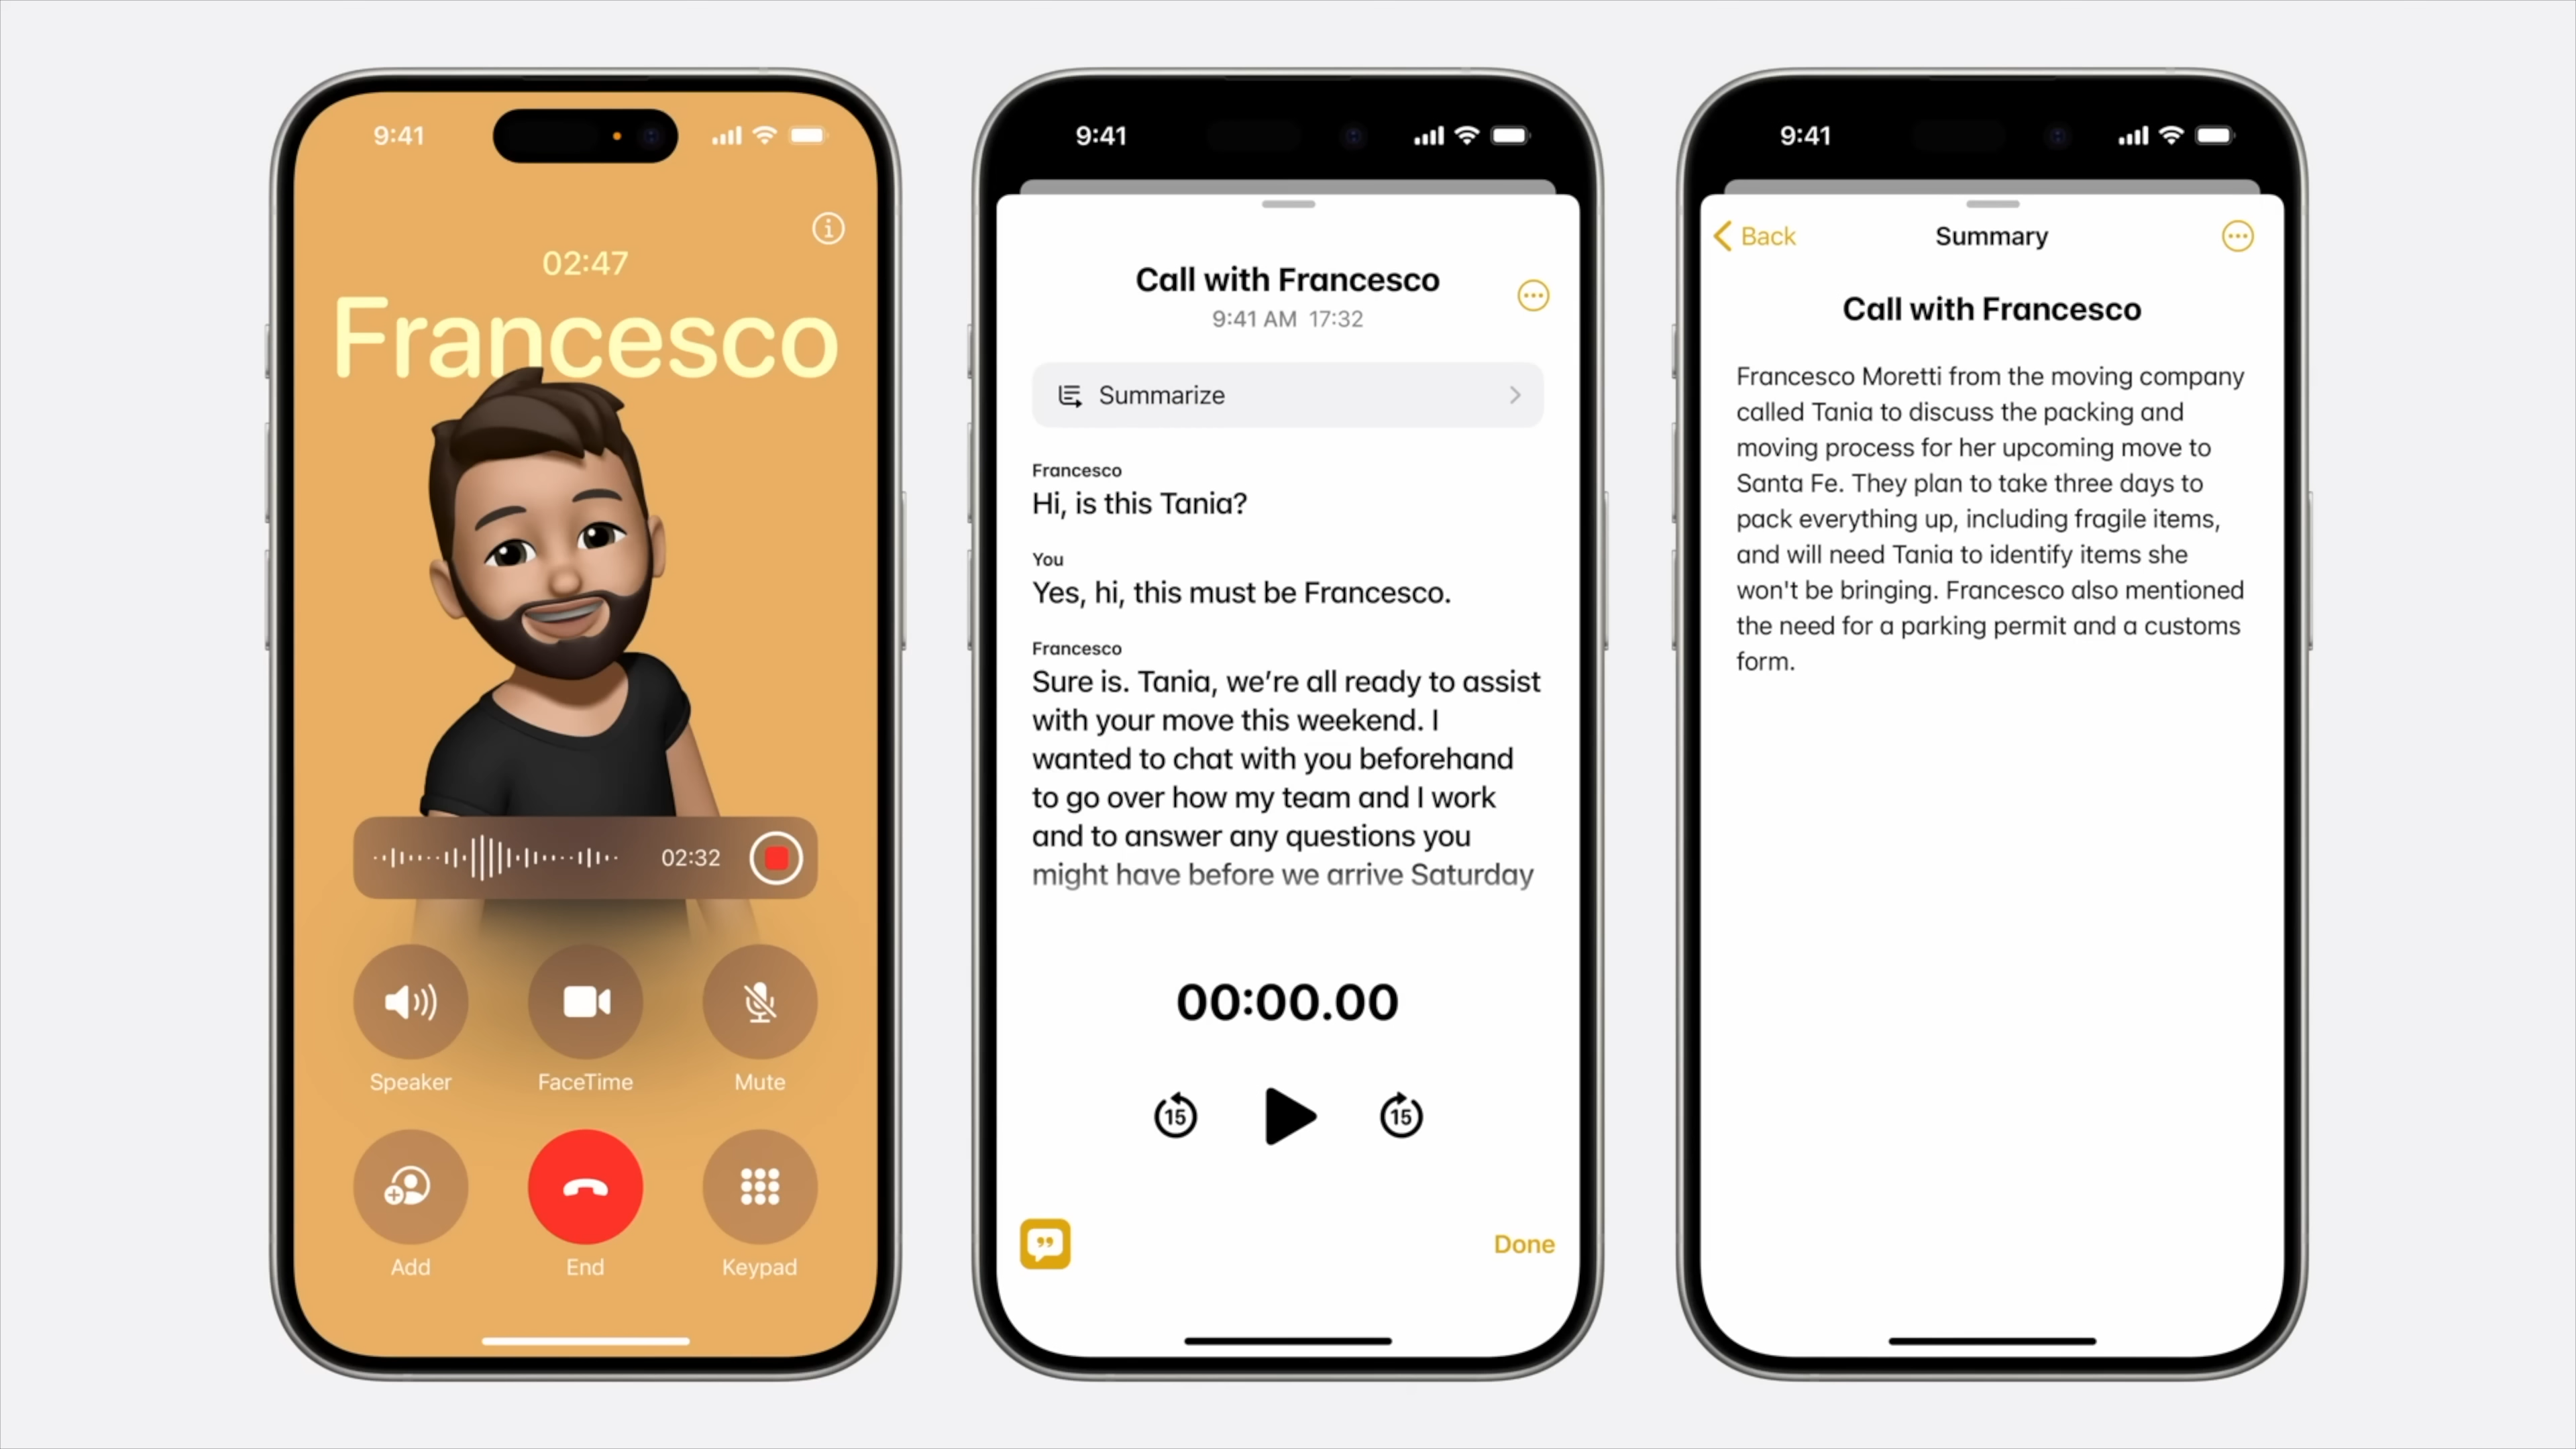 9:41
02:47
Francesco
02:32
Speaker
FaceTime
Mute
Add
End
Keypad
9:41
Call with Francesco
9:41 AM 17:32
Summarize
Francesco
Hi, is this Tania?
You
Yes, hi, this must be Francesco.
Francesco
Sure is. Tania, we’re all ready to assist
with your move this weekend. I
wanted to chat with you beforehand
to go over how my team and I work
and to answer any questions you
might have before we arrive Saturday
00:00.00
15
15
Done
9:41
Back
Summary
Call with Francesco
Francesco Moretti from the moving company
called Tania to discuss the packing and
moving process for her upcoming move to
Santa Fe. They plan to take three days to
pack everything up, including fragile items,
and will need Tania to identify items she
won't be bringing. Francesco also mentioned
the need for a parking permit and a customs
form.